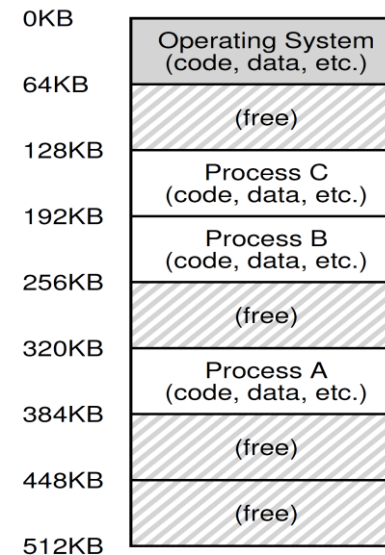 0KB
Operating System
(code, data, etc.)
64KB
(free)
128KB
Process C
(code, data, etc.)
192KB
Process B
(code, data, etc.)
256KB
(free)
320KB
Process A
(code, data, etc.)
384KB
(free)
448KB
(free)
512KB